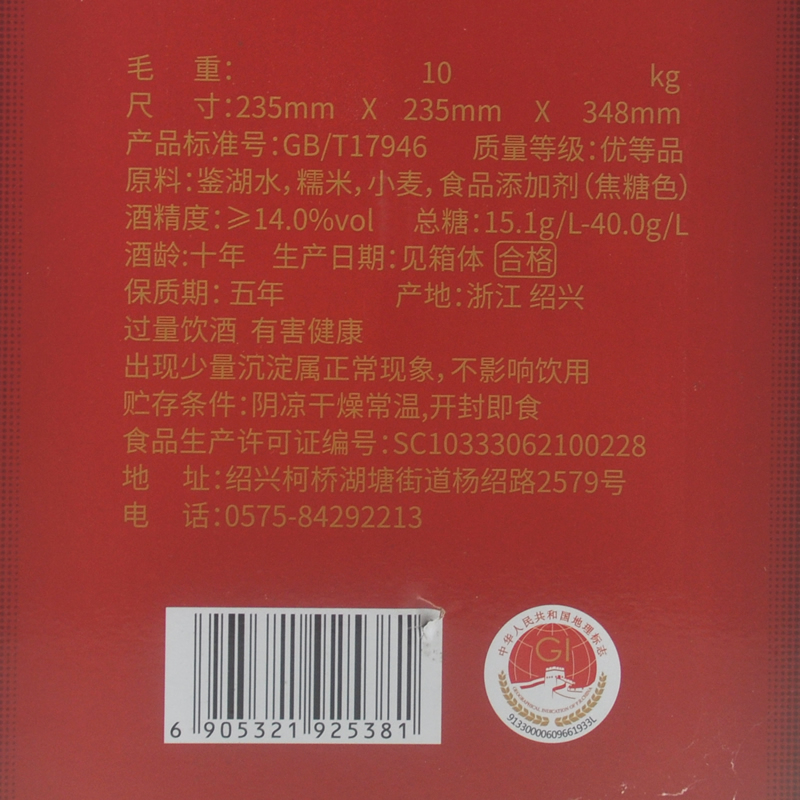 毛 重: 10 kg
尺 寸:235mm X 235mm X 348mm
产品标准号:GB/T17946 质量等级:优等品
原料:鉴湖水,糯米,小麦,食品添加剂(焦糖色)
酒精度:≥14.0%vol 总糖:15.1g/L-40.0g/L
酒龄:十年 生产日期:见箱体 合格
保质期:五年 产地:浙江 绍兴
过量饮酒 有害健康
出现少量沉淀属正常现象,不影响饮用
贮存条件:阴凉干燥常温,开封即食
食品生产许可证编号:SC10333062100228
地 址:绍兴柯桥湖塘街道杨绍路2579号
电 话:0575-84292213
中华人民共和国地理标志
GI
GEOGRAPHICAL INDICATION OF P.R.CHINA
91330000609661933L
6 905321 925381